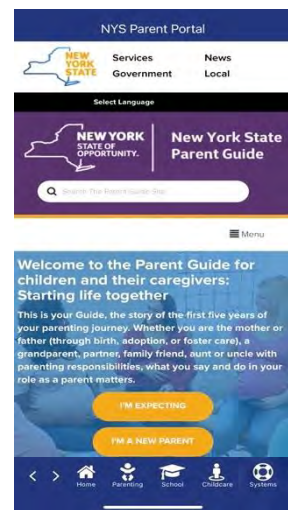 NYS Parent Portal
NEW
YORK
STATE
Services
News
Government
Local
Select Language
NEW YORK
STATE OF
OPPORTUNITY.
New York State
Parent Guide
Search The Parent Guide Site
Menu
Welcome to the Parent Guide for
children and their caregivers:
Starting life together
This is your Guide, the story of the first five years of
your parenting journey. Whether you are the mother or
father (through birth, adoption, or foster care), a
grandparent, partner, family friend, aunt or uncle with
parenting responsibilities, what you say and do in your
role as a parent matters.
I'M EXPECTING
I'M A NEW PARENT
Home
Parenting
School
Childcare
Systems